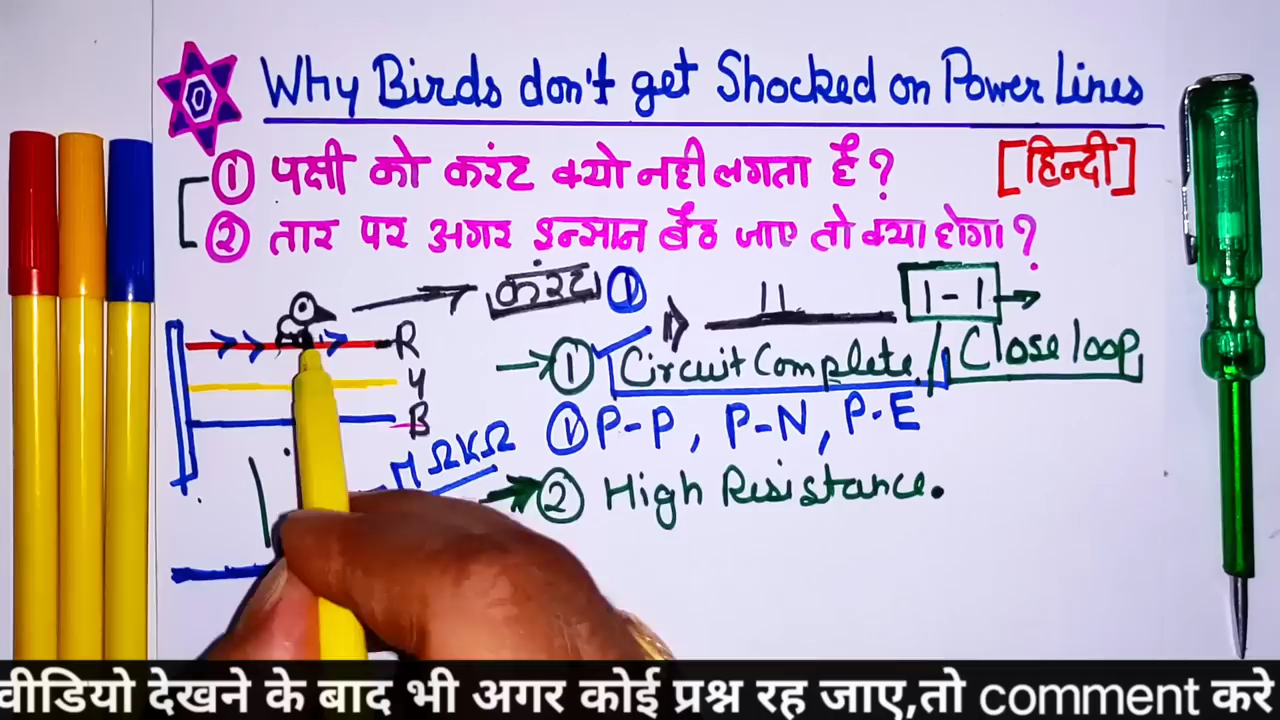 Why Birds don't get Shocked on Power Lines
① पक्षी को करंट क्यो नही लगता है?
[हिन्दी]
② तार पर अगर इन्सान बैठ जाए तो क्या होगा?
करंट ①
1-1
R
Y
B
① Circuit Complete / Close loop
① P-P, P-N, P-E
MΩ KΩ
② High Resistance.
वीडियो देखने के बाद भी अगर कोई प्रश्न रह जाए,तो comment करे